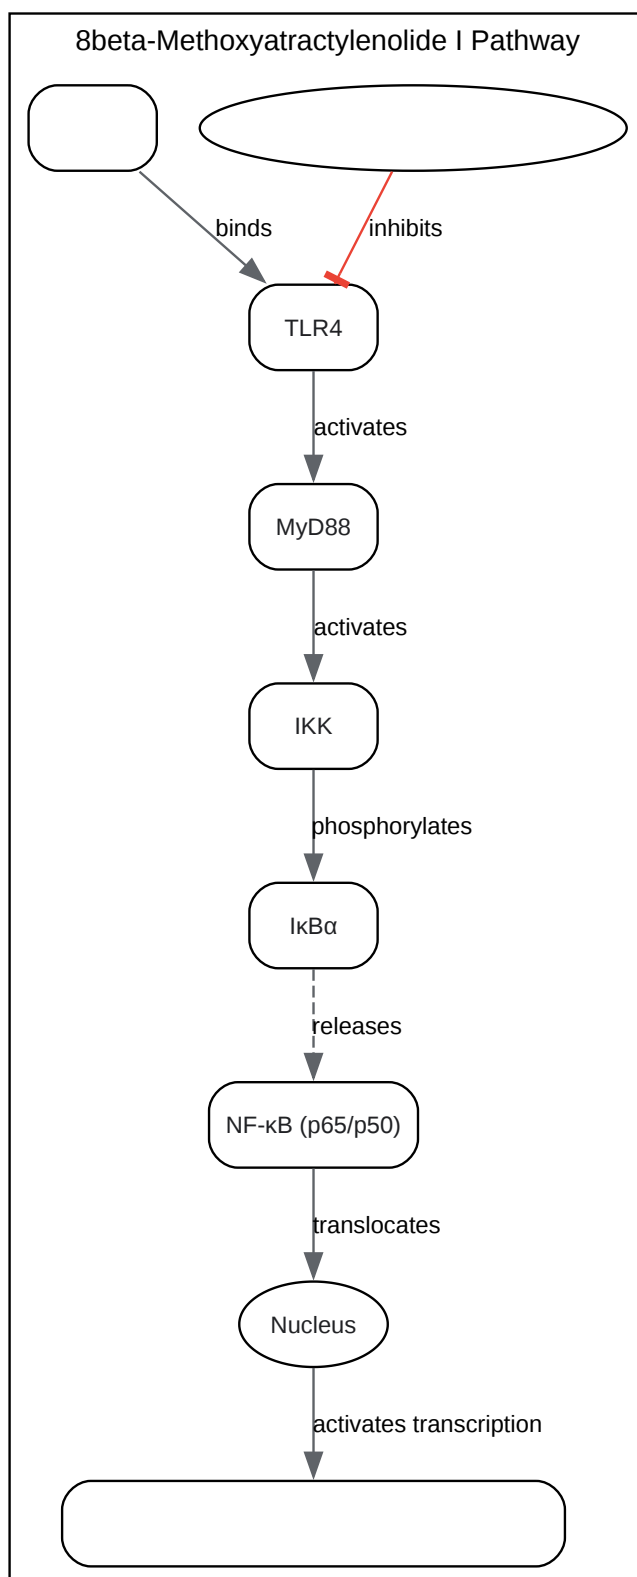 8beta-Methoxyatractylenolide I Pathway
binds
inhibits
TLR4
activates
MyD88
activates
IKK
phosphorylates
IκBα
releases
NF-κB (p65/p50)
translocates
Nucleus
activates transcription